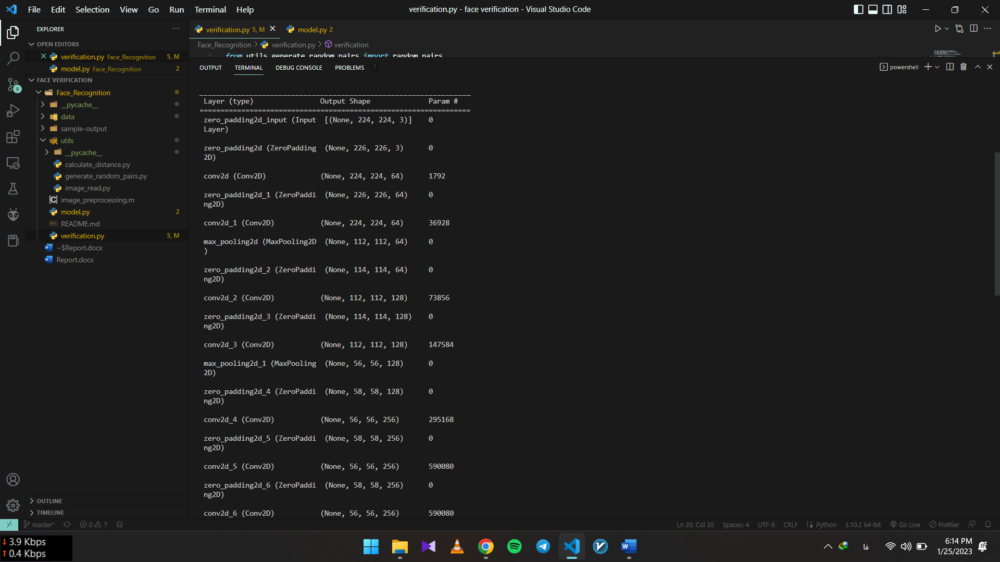 File Edit Selection View Go Run Terminal Help
verification.py - face verification - Visual Studio Code
EXPLORER
OPEN EDITORS
verification.py Face_Recognition 5, M
model.py Face_Recognition 2
FACE VERIFICATION
Face_Recognition
__pycache__
data
sample-output
utils
__pycache__
calculate_distance.py
generate_random_pairs.py
image_read.py
image_preprocessing.m
model.py 2
README.md
verification.py 5, M
~$Report.docx
Report.docx
OUTLINE
TIMELINE
9
verification.py 5, M
model.py 2
Face_Recognition > verification.py > verification
9 from utils.generate_random_pairs import random_pairs
OUTPUT TERMINAL DEBUG CONSOLE PROBLEMS 7
powershell
Layer (type) Output Shape Param #
zero_padding2d_input (Input [(None, 224, 224, 3)] 0
Layer)
zero_padding2d (ZeroPadding (None, 226, 226, 3) 0
2D)
conv2d (Conv2D) (None, 224, 224, 64) 1792
zero_padding2d_1 (ZeroPaddi (None, 226, 226, 64) 0
ng2D)
conv2d_1 (Conv2D) (None, 224, 224, 64) 36928
max_pooling2d (MaxPooling2D (None, 112, 112, 64) 0
)
zero_padding2d_2 (ZeroPaddi (None, 114, 114, 64) 0
ng2D)
conv2d_2 (Conv2D) (None, 112, 112, 128) 73856
zero_padding2d_3 (ZeroPaddi (None, 114, 114, 128) 0
ng2D)
conv2d_3 (Conv2D) (None, 112, 112, 128) 147584
max_pooling2d_1 (MaxPooling (None, 56, 56, 128) 0
2D)
zero_padding2d_4 (ZeroPaddi (None, 58, 58, 128) 0
ng2D)
conv2d_4 (Conv2D) (None, 56, 56, 256) 295168
zero_padding2d_5 (ZeroPaddi (None, 58, 58, 256) 0
ng2D)
conv2d_5 (Conv2D) (None, 56, 56, 256) 590080
zero_padding2d_6 (ZeroPaddi (None, 58, 58, 256) 0
ng2D)
conv2d_6 (Conv2D) (None, 56, 56, 256) 590080
master* 0 7
Ln 20, Col 30 Spaces: 4 UTF-8 CRLF Python 3.10.2 64-bit Go Live Prettier
3.9 Kbps
0.4 Kbps
فا
6:14 PM
1/25/2023